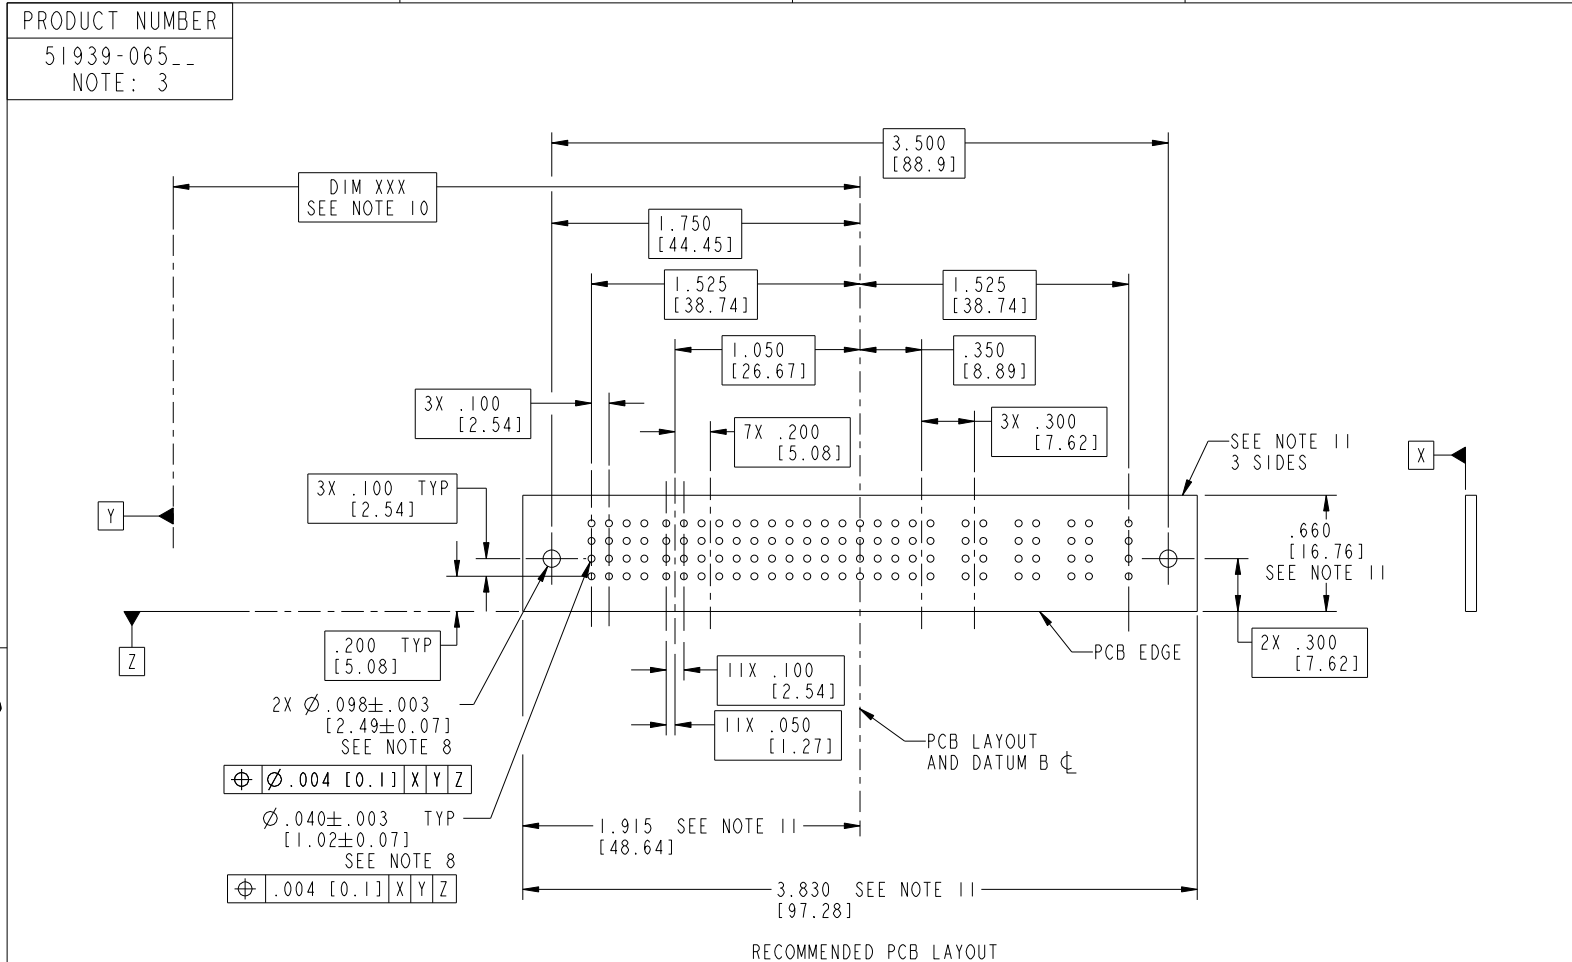 PRODUCT NUMBER
51939-065__
NOTE: 3
3.500
[88.9]
DIM XXX
SEE NOTE 10
1.750
[44.45]
1.525
[38.74]
1.525
[38.74]
1.050
[26.67]
.350
[8.89]
3X .100
[2.54]
7X .200
[5.08]
3X .300
[7.62]
SEE NOTE 11
3 SIDES
X
3X .100 TYP
[2.54]
Y
.660
[16.76]
SEE NOTE 11
Z
.200 TYP
[5.08]
PCB EDGE
2X .300
[7.62]
11X .100
[2.54]
2X Ø.098±.003
[2.49±0.07]
SEE NOTE 8
11X .050
[1.27]
PCB LAYOUT
AND DATUM B ℄
⌖ Ø.004 [0.1] X Y Z
Ø.040±.003 TYP
[1.02±0.07]
SEE NOTE 8
1.915 SEE NOTE 11
[48.64]
⌖ .004 [0.1] X Y Z
3.830 SEE NOTE 11
[97.28]
RECOMMENDED PCB LAYOUT